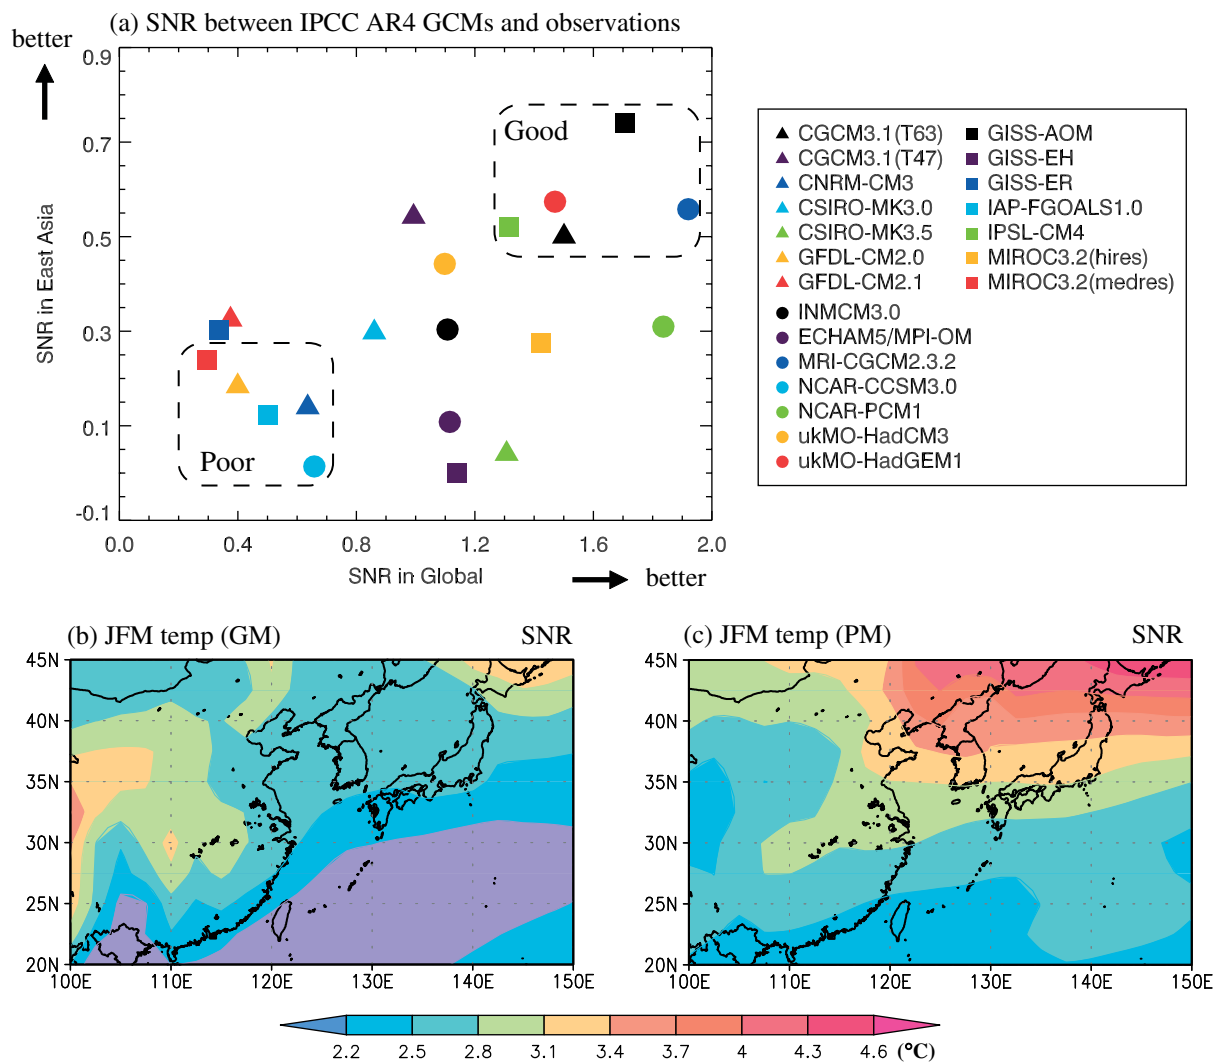 (a) SNR between IPCC AR4 GCMs and observations
better
0.9
0.7
0.5
0.3
0.1
-0.1
SNR in East Asia
Good
Poor
0.0 0.4 0.8 1.2 1.6 2.0
SNR in Global
better
CGCM3.1(T63)
CGCM3.1(T47)
CNRM-CM3
CSIRO-MK3.0
CSIRO-MK3.5
GFDL-CM2.0
GFDL-CM2.1
INMCM3.0
ECHAM5/MPI-OM
MRI-CGCM2.3.2
NCAR-CCSM3.0
NCAR-PCM1
ukMO-HadCM3
ukMO-HadGEM1
GISS-AOM
GISS-EH
GISS-ER
IAP-FGOALS1.0
IPSL-CM4
MIROC3.2(hires)
MIROC3.2(medres)
(b) JFM temp (GM) SNR
45N
40N
35N
30N
25N
20N
100E 110E 120E 130E 140E 150E
(c) JFM temp (PM) SNR
45N
40N
35N
30N
25N
20N
100E 110E 120E 130E 140E 150E
2.2 2.5 2.8 3.1 3.4 3.7 4 4.3 4.6 (°C)